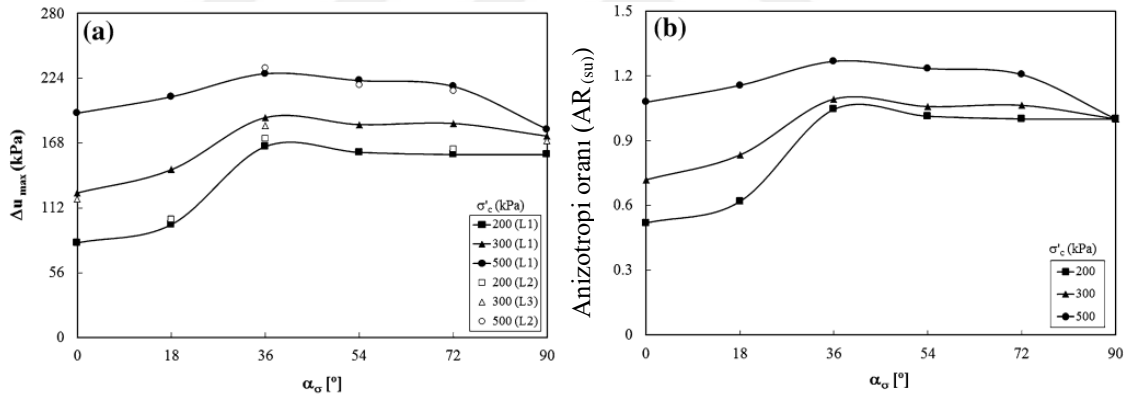 (a)
280
224
168
112
56
0
Δu max (kPa)
0 18 36 54 72 90
ασ [º]
σ'c (kPa)
200 (L1)
300 (L1)
500 (L1)
200 (L2)
300 (L3)
500 (L2)
(b)
1.5
1.2
0.9
0.6
0.3
0
Anizotropi oranı (AR(su))
0 18 36 54 72 90
ασ [º]
σ'c (kPa)
200
300
500